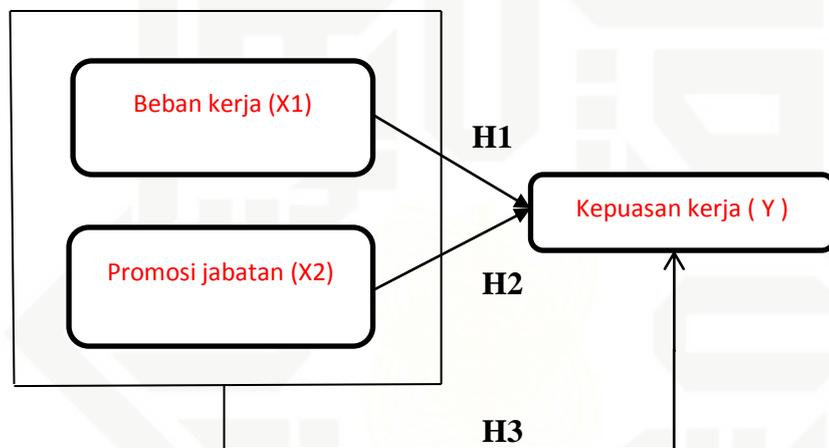 Beban kerja (X1)
H1
Kepuasan kerja ( Y )
Promosi jabatan (X2)
H2
H3